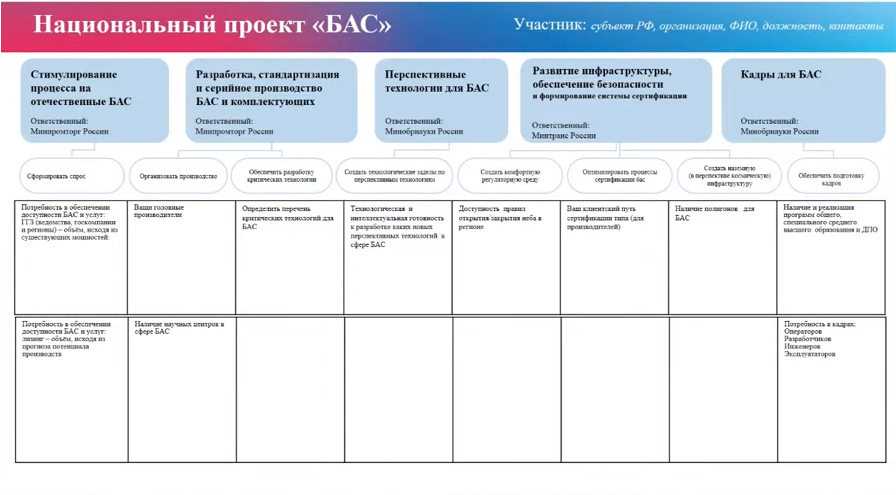 Национальный проект «БАС»
Участник: субъект РФ, организация, ФИО, должность, контакты
Стимулирование
процесса на
отечественные БАС
Ответственный:
Минпромторг России
Разработка, стандартизация
и серийное производство
БАС и комплектующих
Ответственный:
Минпромторг России
Перспективные
технологии для БАС
Ответственный:
Минобрнауки России
Развитие инфраструктуры,
обеспечение безопасности
и формирование системы сертификации
Ответственный:
Минтранс России
Кадры для БАС
Ответственный:
Минобрнауки России
Сформировать спрос
Организовать производство
Обеспечить разработку
критических технологии
Создать технологические заделы по
перспективным технологиям
Создать комфортную
регуляторную среду
Оптимизировать процессы
сертификации бас
Создать наземную
(в перспективе космическую)
инфраструктуру
Обеспечить подготовку
кадров
Потребность в обеспечении
доступности БАС и услуг:
ГГЗ (ведомства, госкомпании
и регионы) – объём, исходя из
существующих мощностей:
Ваши головные
производители
Определить перечень
критических технологий для
БАС
Технологическая и
интеллектуальная готовность
к разработке каких новых
перспективных технологий в
сфере БАС
Доступность правил
открытия/закрытия неба в
регионе
Ваш клиентский путь
сертификации типа (для
производителей)
Наличие полигонов для
БАС
Наличие и реализация
программ общего,
специального среднего
высшего образования и ДПО
Потребность в обеспечении
доступности БАС и услуг:
лизинг – объём, исходя из
прогноза потенциала
производств
Наличие научных центров в
сфере БАС
Потребность в кадрах:
Операторов
Разработчиков
Инженеров
Эксплуататоров